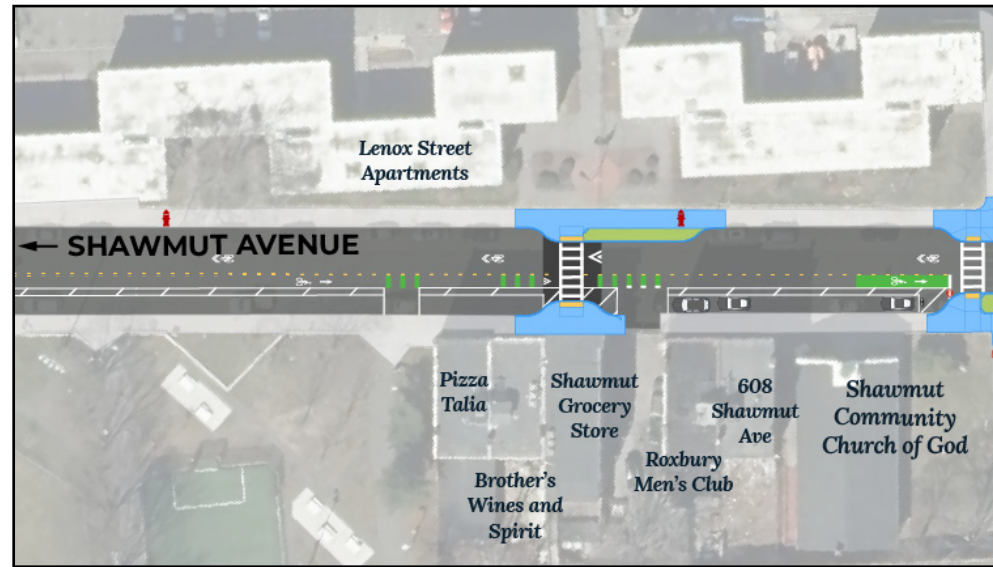 Lenox Street
Apartments
SHAWMUT AVENUE
Pizza
Talia
Shawmut
Grocery
Store
608
Shawmut
Ave
Shawmut
Community
Church of God
Brother's
Wines and
Spirit
Roxbury
Men's Club